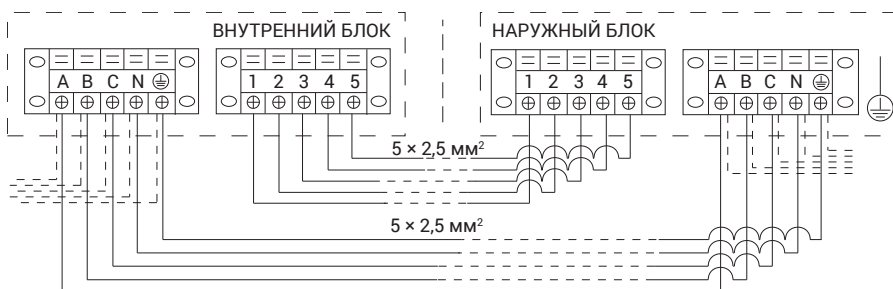 ВНУТРЕННИЙ БЛОК
НАРУЖНЫЙ БЛОК
A B C N
1 2 3 4 5
1 2 3 4 5
A B C N
5 × 2,5 мм²
5 × 2,5 мм²